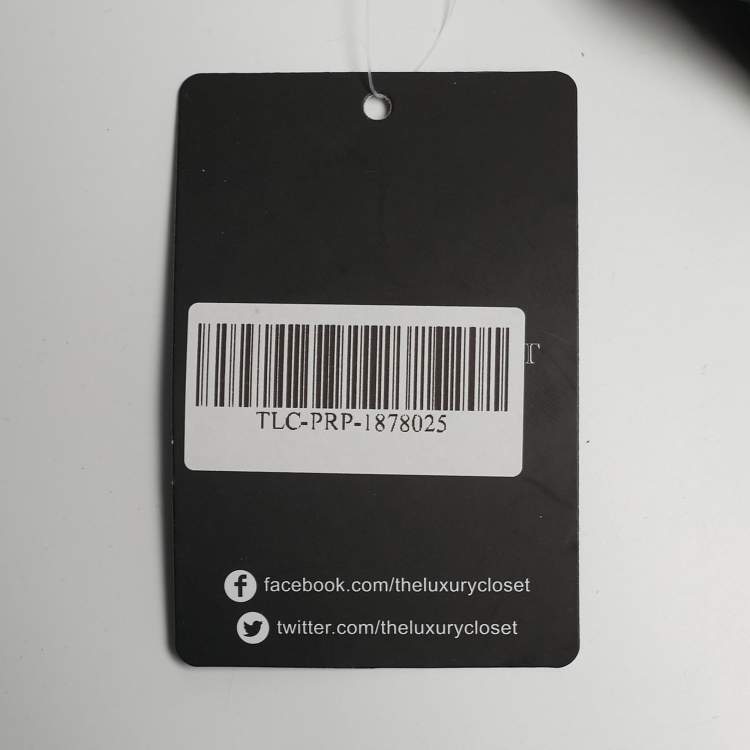 T
TLC-PRP-1878025
facebook.com/theluxurycloset
twitter.com/theluxurycloset